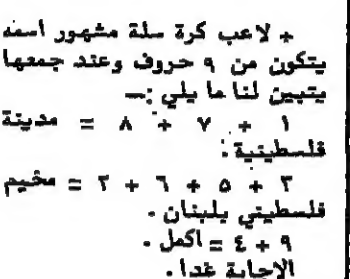 * لاعب كرة سلة مشهور اسمه
يتكون من ٩ حروف وعند جمعها
يتبين لنا ما يلي :ــ
١ + ٧ + ٨ = مدينة
فلسطينية .
٣ + ٥ + ٦ + ٢ = مخيم
فلسطيني بلبنان .
٩ + ٤ = اكمل .
الاجابة غدا .